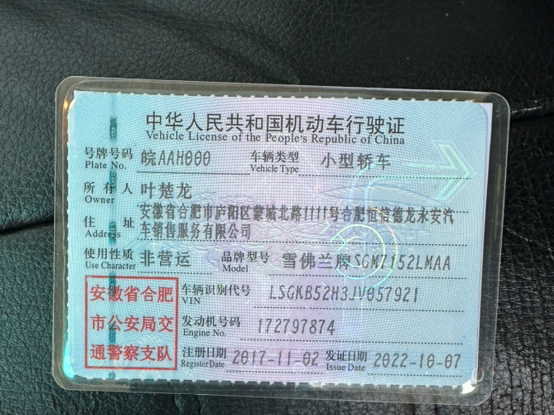 中华人民共和国机动车行驶证
Vehicle License of the People's Republic of China
号牌号码 皖AAH000 车辆类型 小型轿车
Plate No. Vehicle Type
所有人 叶楚龙
Owner
住址 安徽省合肥市庐阳区蒙城北路1111号合肥恒信德龙永安汽
Address 车销售服务有限公司
使用性质 非营运 品牌型号 雪佛兰牌SGM7152LMAA
Use Character Model
安徽省合肥 车辆识别代号 LSGKB52H3JV057921
VIN
市公安局交 发动机号码 172797874
Engine No.
通警察支队 注册日期 2017-11-02 发证日期 2022-10-07
Register Date Issue Date